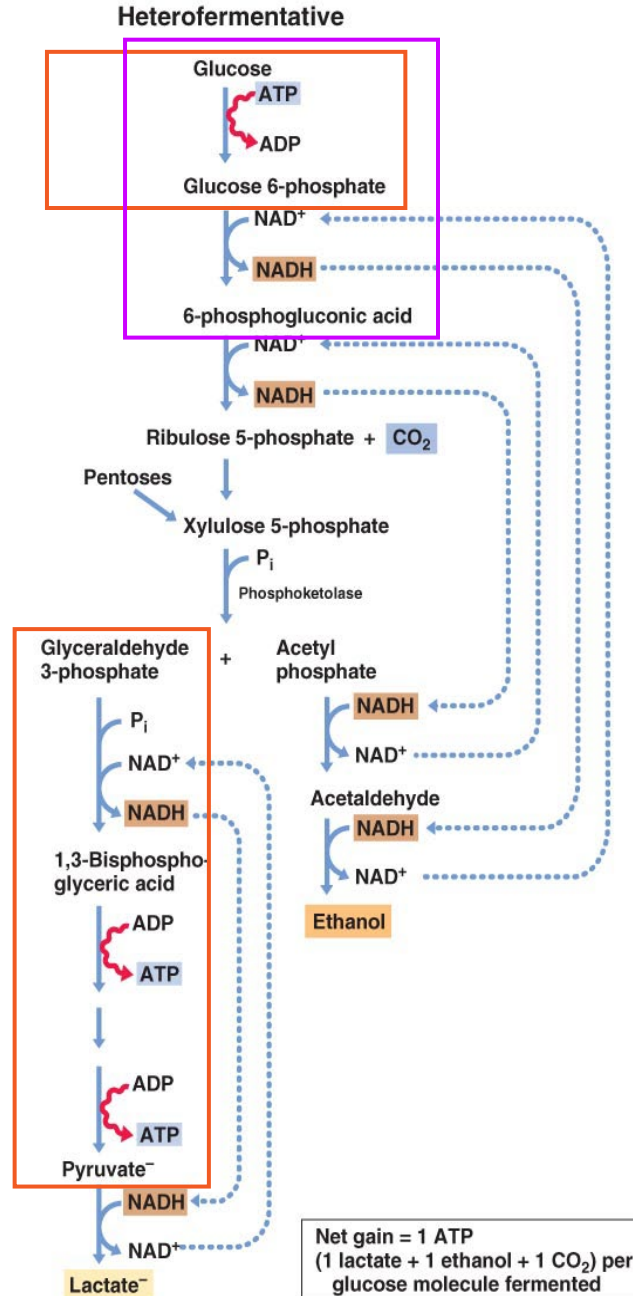 Heterofermentative
Glucose
ATP
ADP
Glucose 6-phosphate
NAD⁺
NADH
6-phosphogluconic acid
NAD⁺
NADH
Ribulose 5-phosphate + CO₂
Pentoses
Xylulose 5-phosphate
Pᵢ
Phosphoketolase
Glyceraldehyde
3-phosphate
+
Acetyl
phosphate
Pᵢ
NAD⁺
NADH
1,3-Bisphospho-
glyceric acid
ADP
ATP
ADP
ATP
Pyruvate⁻
NADH
NAD⁺
Lactate⁻
NADH
NAD⁺
Acetaldehyde
NADH
NAD⁺
Ethanol
Net gain = 1 ATP
(1 lactate + 1 ethanol + 1 CO₂) per
glucose molecule fermented